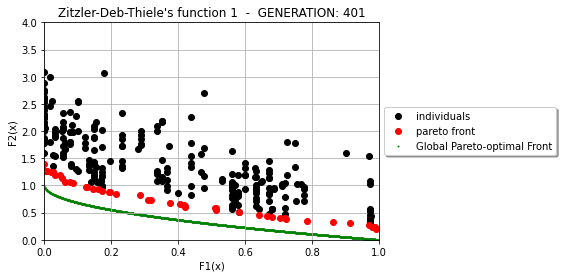 Zitzler-Deb-Thiele's function 1 - GENERATION: 401
4.0
3.5
3.0
2.5
2.0
1.5
1.0
0.5
0.0
F2(x)
0.0 0.2 0.4 0.6 0.8 1.0
F1(x)
individuals
pareto front
Global Pareto-optimal Front